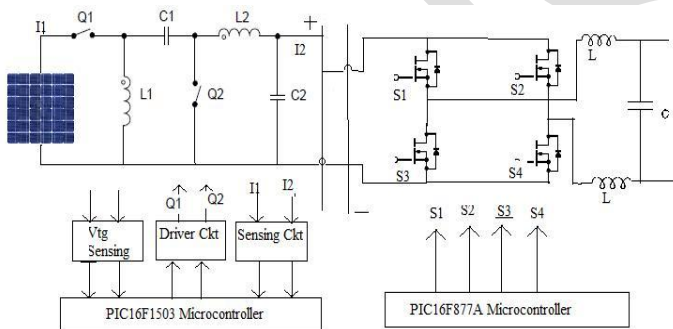 I1
Q1
C1
L2
+
I2
L1
Q2
C2
S1
S2
S3
S4
L
C
L
−
Q1
Q2
I1
I2
Vtg
Sensing
Driver Ckt
Sensing Ckt
S1
S2
S3
S4
PIC16F1503 Microcontroller
PIC16F877A Microcontroller